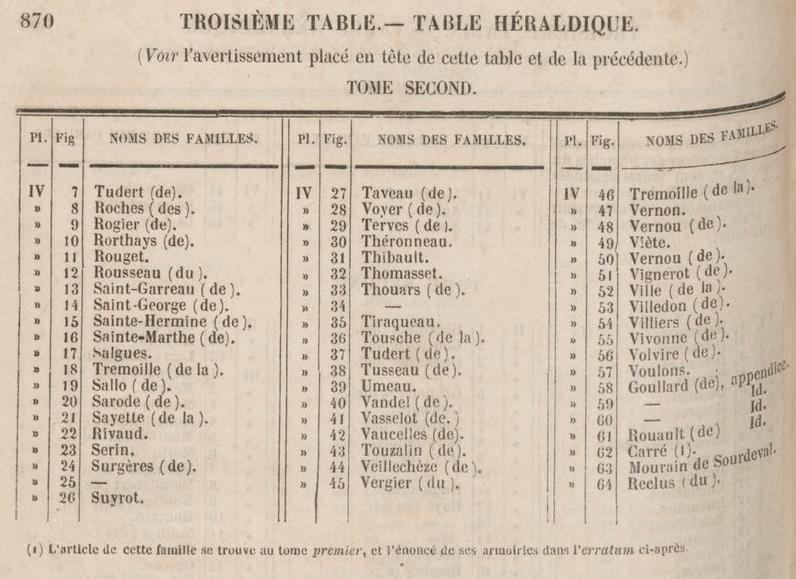 870 TROISIÈME TABLE.— TABLE HÉRALDIQUE.
(Voir l'avertissement placé en tête de cette table et de la précédente.)
TOME SECOND.
Pl. Fig NOMS DES FAMILLES.
IV 7 Tudert (de).
» 8 Roches (des).
» 9 Rogier (de).
» 10 Rorthays (de).
» 11 Rouget.
» 12 Rousseau (du).
» 13 Saint-Garreau (de).
» 14 Saint-George (de).
» 15 Sainte-Hermine (de).
» 16 Sainte-Marthe (de).
» 17 Salgues.
» 18 Tremoille (de la).
» 19 Sallo (de).
» 20 Sarode (de).
» 21 Sayette (de la).
» 22 Rivaud.
» 23 Serin.
» 24 Surgères (de).
» 25 —
» 26 Suyrot.
Pl. Fig. NOMS DES FAMILLES.
IV 27 Taveau (de).
» 28 Voyer (de).
» 29 Terves (de).
» 30 Théronneau.
» 31 Thibault.
» 32 Thomasset.
» 33 Thouars (de).
» 34 —
» 35 Tiraqueau.
» 36 Tousche (de la).
» 37 Tudert (de).
» 38 Tusseau (de).
» 39 Umeau.
» 40 Vandel (de).
» 41 Vasselot (de.)
» 42 Vaucelles (de).
» 43 Touzalin (de).
» 44 Veillechèze (de).
» 45 Vergier (du).
Pl. Fig. NOMS DES FAMILLES.
IV 46 Tremoille (de la).
» 47 Vernon.
» 48 Vernou (de).
» 49 Viète.
» 50 Vernou (de).
» 51 Vignerot (de).
» 52 Ville (de la).
» 53 Villedon (de).
» 54 Villiers (de).
» 55 Vivonne (de).
» 56 Volvire (de).
» 57 Voulons.
» 58 Goullard (de), appendice.
» 59 — Id.
» 60 — Id.
» 61 Rouault (de) Id.
» 62 Carré (1).
» 63 Mourain de Sourdeval.
» 64 Reclus (du).
(1) L'article de cette famille se trouve au tome premier, et l'énoncé de ses armoiries dans l'erratum ci-après.